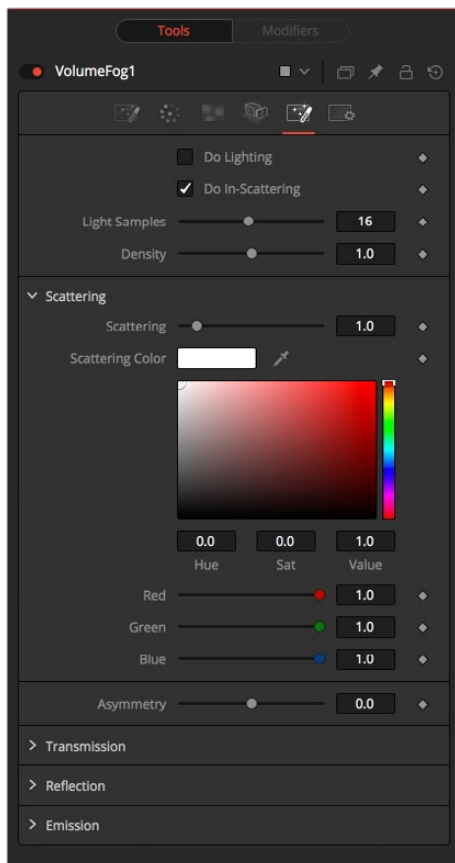 Tools Modifiers
VolumeFog1
Do Lighting
Do In-Scattering
Light Samples 16
Density 1.0
Scattering
Scattering 1.0
Scattering Color
0.0 0.0 1.0
Hue Sat Value
Red 1.0
Green 1.0
Blue 1.0
Asymmetry 0.0
Transmission
Reflection
Emission